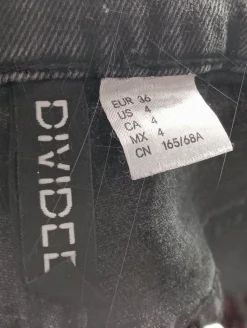 EUR 36
US 4
CA 4
MX 4
CN 165/68A
DIVIDED